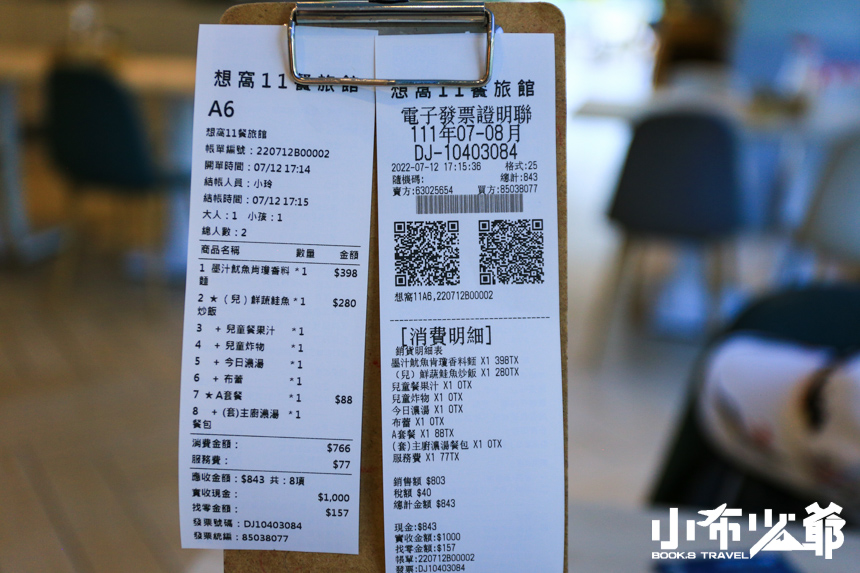 想窩11餐旅館
A6
想窩11餐旅館
帳單編號：220712B00002
開單時間：07/12 17:14
結帳人員：小玲
結帳時間：07/12 17:15
大人：1 小孩：1
總人數：2
商品名稱 數量 金額
1 墨汁魷魚肯瓊香料 *1 $398
麵
2 ★（兒）鮮蔬鮭魚 *1 $280
炒飯
3 + 兒童餐果汁 *1
4 + 兒童炸物 *1
5 + 今日濃湯 *1
6 + 布蕾 *1
7 ★A套餐 *1 $88
8 + (套)主廚濃湯 *1
餐包
消費金額： $766
服務費： $77
應收金額：$843 共：8項
實收現金： $1,000
找零金額： $157
發票號碼：DJ10403084
發票統編：85038077
想窩11餐旅館
電子發票證明聯
111年07-08月
DJ-10403084
2022-07-12 17:15:36 格式:25
隨機碼: 總計:843
賣方:63025654 買方:85038077
想窩11A6,220712B00002
[消費明細]
銷貨明細表
墨汁魷魚肯瓊香料麵 X1 398TX
(兒) 鮮蔬鮭魚炒飯 X1 280TX
兒童餐果汁 X1 0TX
兒童炸物 X1 0TX
今日濃湯 X1 0TX
布蕾 X1 0TX
A套餐 X1 88TX
(套)主廚濃湯餐包 X1 0TX
服務費 X1 77TX
銷售額 $803
稅額 $40
總計金額 $843
現金:$843
實收金額:$1000
找零金額:$157
帳單:220712B00002
發票:DJ10403084
小布少爺
BOOK.B TRAVEL